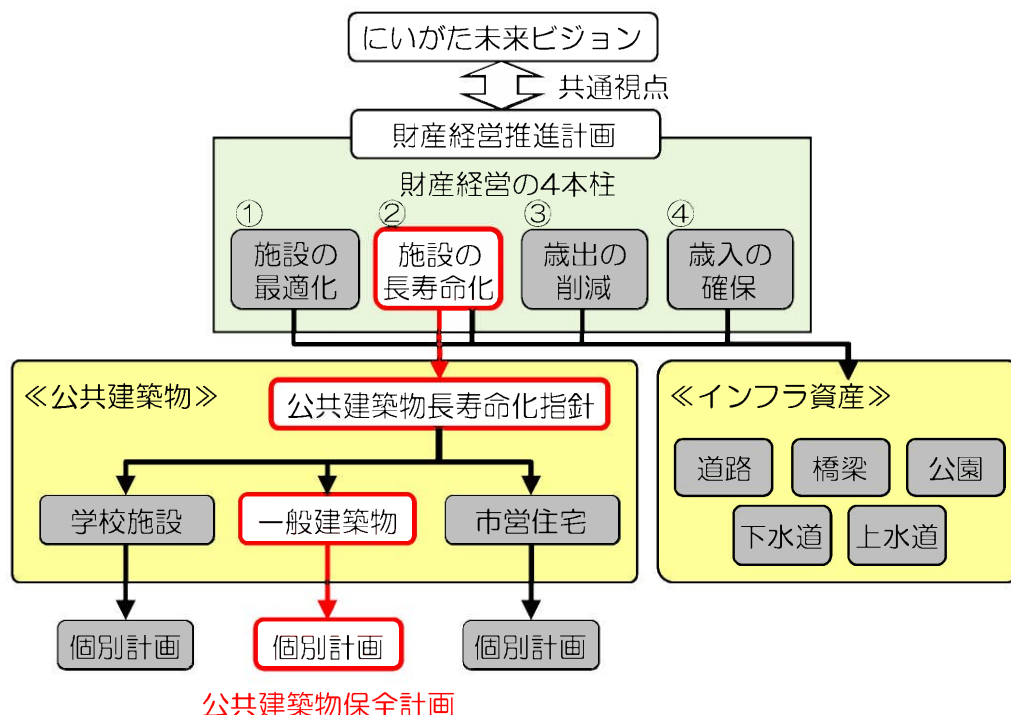 にいがた未来ビジョン
共通視点
財産経営推進計画
財産経営の4本柱
① ② ③ ④
施設の
最適化
施設の
長寿命化
歳出の
削減
歳入の
確保
≪公共建築物≫
公共建築物長寿命化指針
学校施設
一般建築物
市営住宅
≪インフラ資産≫
道路
橋梁
公園
下水道
上水道
個別計画
個別計画
個別計画
公共建築物保全計画